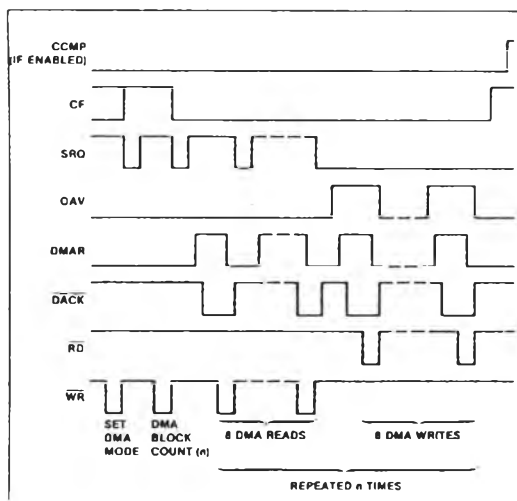 CCMP
(IF ENABLED)
CF
SRQ
OAV
DMAR
DACK
RD
WR
SET
DMA
MODE
DMA
BLOCK
COUNT (n)
8 DMA READS
8 DMA WRITES
REPEATED n TIMES